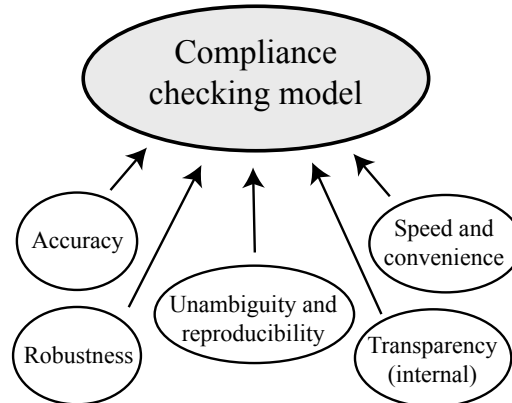 Compliance
checking model
Accuracy
Speed and
convenience
Unambiguity and
reproducibility
Robustness
Transparency
(internal)